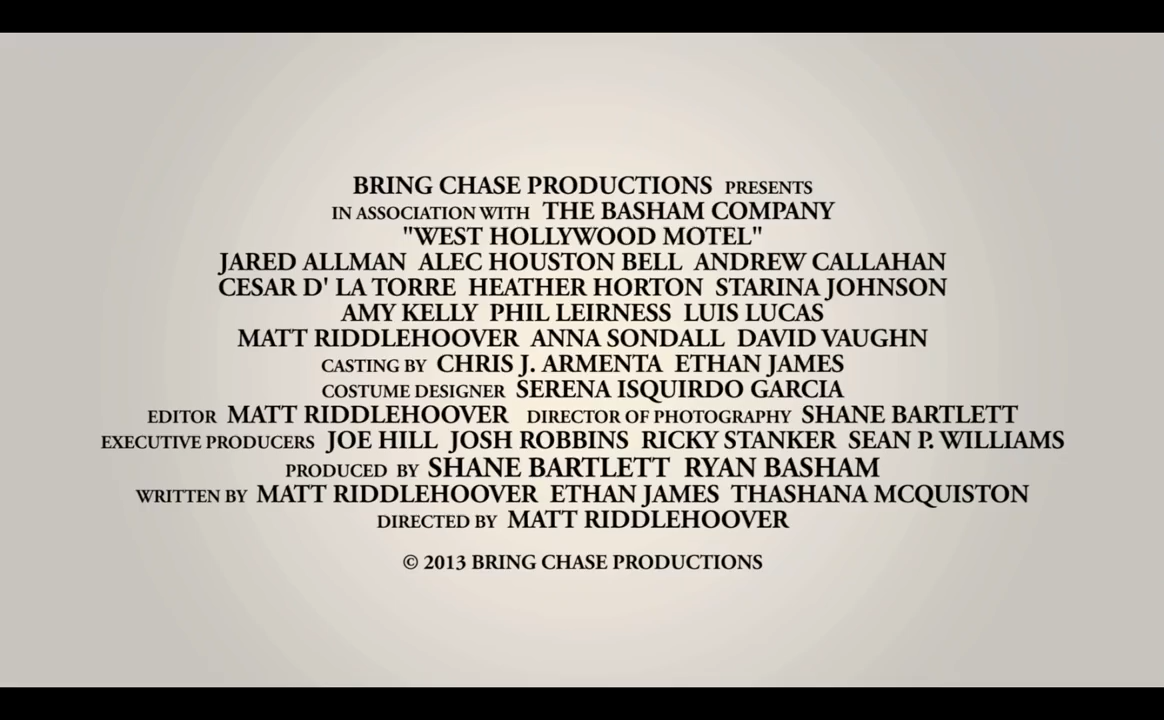 BRING CHASE PRODUCTIONS PRESENTS
IN ASSOCIATION WITH THE BASHAM COMPANY
"WEST HOLLYWOOD MOTEL"
JARED ALLMAN ALEC HOUSTON BELL ANDREW CALLAHAN
CESAR D' LA TORRE HEATHER HORTON STARINA JOHNSON
AMY KELLY PHIL LEIRNESS LUIS LUCAS
MATT RIDDLEHOOVER ANNA SONDALL DAVID VAUGHN
CASTING BY CHRIS J. ARMENTA ETHAN JAMES
COSTUME DESIGNER SERENA ISQUIRDO GARCIA
EDITOR MATT RIDDLEHOOVER DIRECTOR OF PHOTOGRAPHY SHANE BARTLETT
EXECUTIVE PRODUCERS JOE HILL JOSH ROBBINS RICKY STANKER SEAN P. WILLIAMS
PRODUCED BY SHANE BARTLETT RYAN BASHAM
WRITTEN BY MATT RIDDLEHOOVER ETHAN JAMES THASHANA MCQUISTON
DIRECTED BY MATT RIDDLEHOOVER
© 2013 BRING CHASE PRODUCTIONS